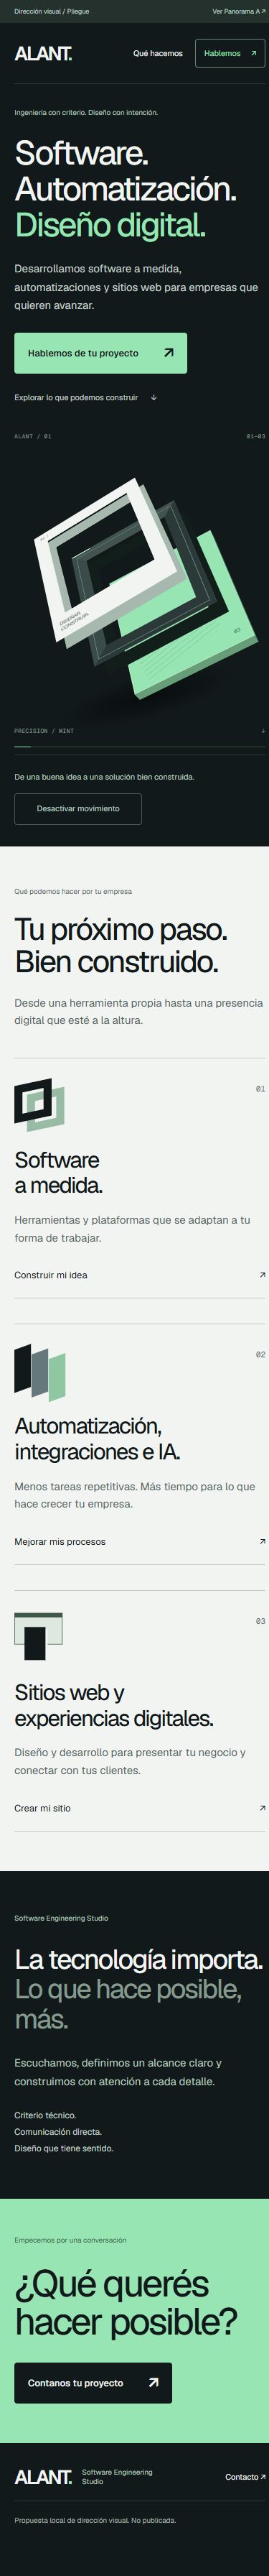 Dirección visual / Pliegue
Ver Panorama A ↗
ALANT.
Qué hacemos
Hablemos ↗
Ingeniería con criterio. Diseño con intención.
Software.
Automatización.
Diseño digital.
Desarrollamos software a medida,
automatizaciones y sitios web para empresas que
quieren avanzar.
Hablemos de tu proyecto ↗
Explorar lo que podemos construir ↓
ALANT / 01
01—03
DISEÑAR
CONSTRUIR
03
PRECISION / MINT ↓
De una buena idea a una solución bien construida.
Desactivar movimiento
Qué podemos hacer por tu empresa
Tu próximo paso.
Bien construido.
Desde una herramienta propia hasta una presencia
digital que esté a la altura.
01
Software
a medida.
Herramientas y plataformas que se adaptan a tu
forma de trabajar.
Construir mi idea ↗
02
Automatización,
integraciones e IA.
Menos tareas repetitivas. Más tiempo para lo que
hace crecer tu empresa.
Mejorar mis procesos ↗
03
Sitios web y
experiencias digitales.
Diseño y desarrollo para presentar tu negocio y
conectar con tus clientes.
Crear mi sitio ↗
Software Engineering Studio
La tecnología importa.
Lo que hace posible,
más.
Escuchamos, definimos un alcance claro y
construimos con atención a cada detalle.
Criterio técnico.
Comunicación directa.
Diseño que tiene sentido.
Empecemos por una conversación
¿Qué querés
hacer posible?
Contanos tu proyecto ↗
ALANT.
Software Engineering
Studio
Contacto ↗
Propuesta local de dirección visual. No publicada.